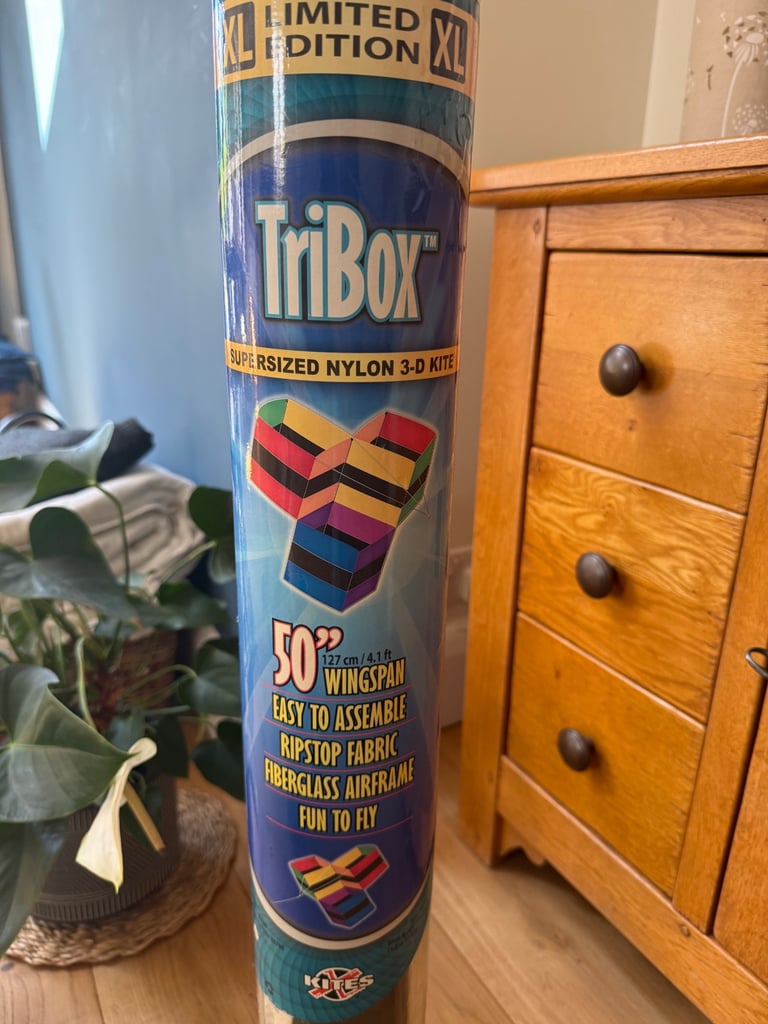 XL LIMITED EDITION XL
TriBox™
SUPERSIZED NYLON 3-D KITE
50”
127 cm / 4.1 ft
WINGSPAN
EASY TO ASSEMBLE
RIPSTOP FABRIC
FIBERGLASS AIRFRAME
FUN TO FLY
X
KITES